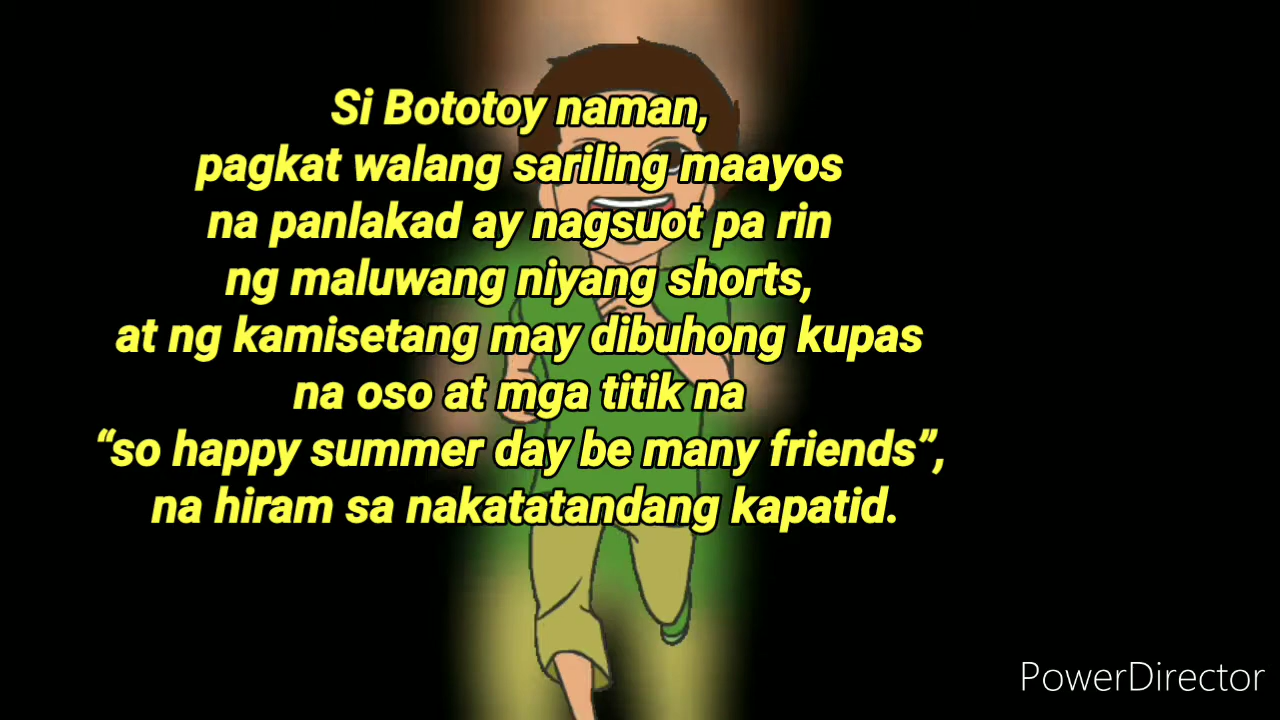 Si Bototoy naman,
pagkat walang sariling maayos
na panlakad ay nagsuot pa rin
ng maluwang niyang shorts,
at ng kamisetang may dibuhong kupas
na oso at mga titik na
“so happy summer day be many friends”,
na hiram sa nakatatandang kapatid.
PowerDirector